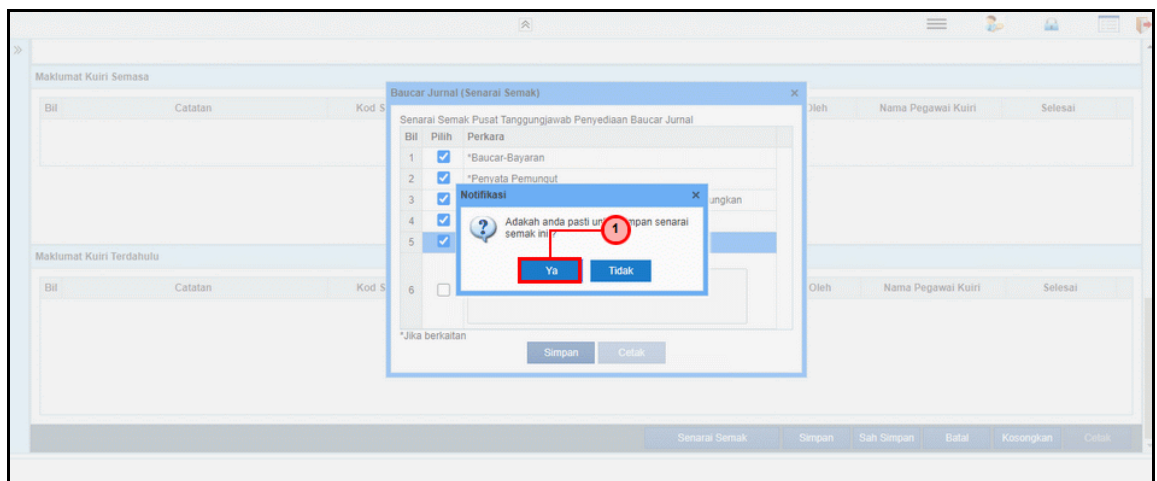 Maklumat Kuiri Semasa
Bil Catatan Kod S Oleh Nama Pegawai Kuiri Selesai
Baucar Jurnal (Senarai Semak)
Senarai Semak Pusat Tanggungjawab Penyediaan Baucar Jurnal
Bil Pilih Perkara
1 *Baucar-Bayaran
2 *Penyata Pemungut
3 ungkan
4
5
6
*Jika berkaitan
Simpan Cetak
Notifikasi
Adakah anda pasti mpan senarai
semak ini ?
1
Ya Tidak
Maklumat Kuiri Terdahulu
Bil Catatan Kod S Oleh Nama Pegawai Kuiri Selesai
Senarai Semak Simpan Sah Simpan Batal Kosongkan Cetak